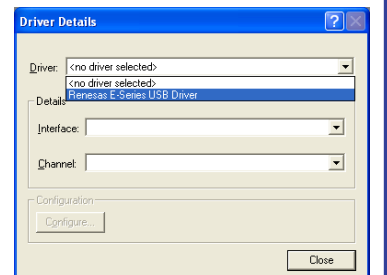 Driver Details
Driver: <no driver selected>
<no driver selected>
Renesas E-Series USB Driver
Details
Interface:
Channel:
Configuration
Configure...
Close